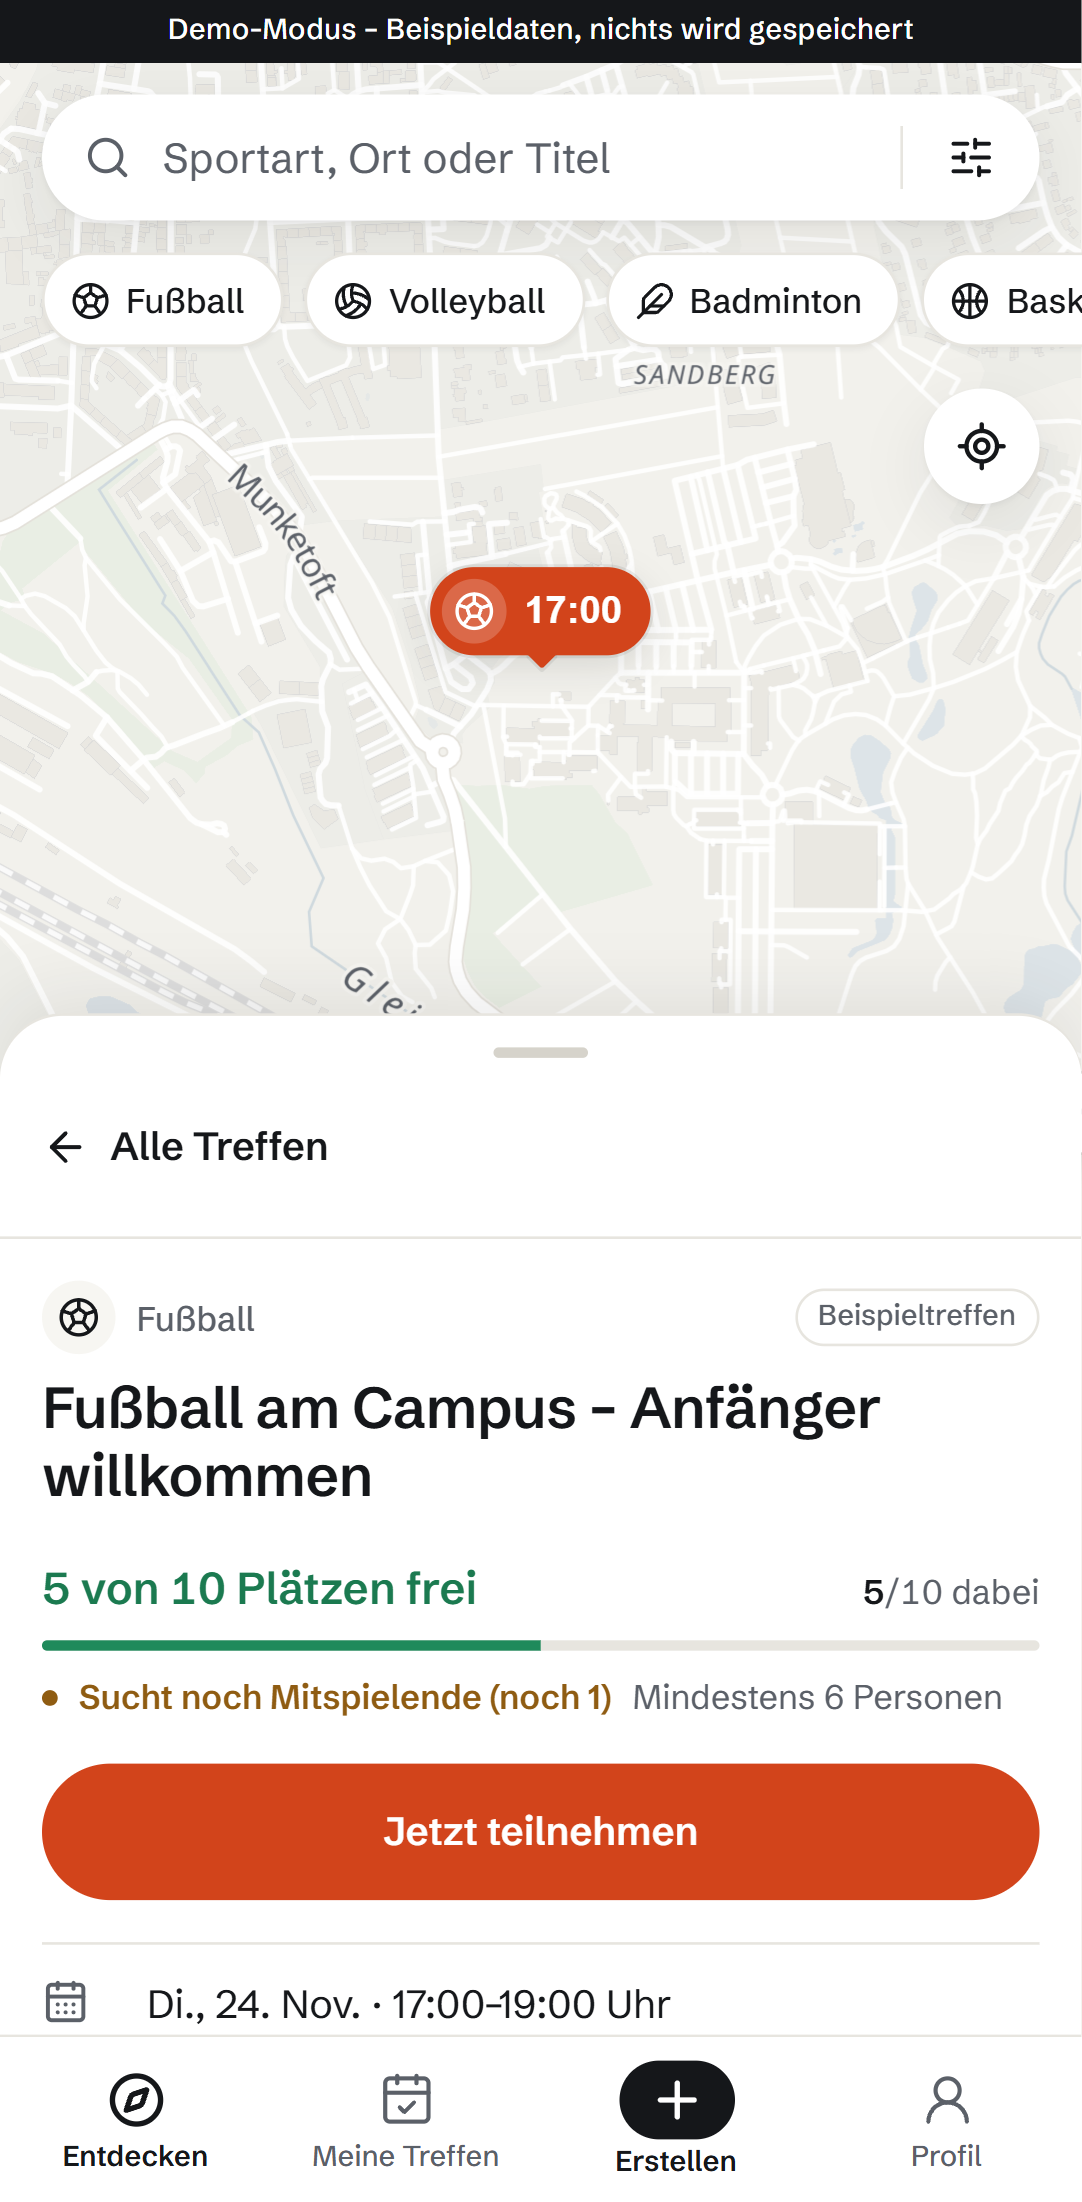 Demo-Modus – Beispieldaten, nichts wird gespeichert
Sportart, Ort oder Titel
Fußball
Volleyball
Badminton
Bask
SANDBERG
Munketoft
17:00
Glei
Alle Treffen
Fußball
Beispieltreffen
Fußball am Campus – Anfänger
willkommen
5 von 10 Plätzen frei
5/10 dabei
Sucht noch Mitspielende (noch 1) Mindestens 6 Personen
Jetzt teilnehmen
Di., 24. Nov. · 17:00–19:00 Uhr
Entdecken
Meine Treffen
Erstellen
Profil